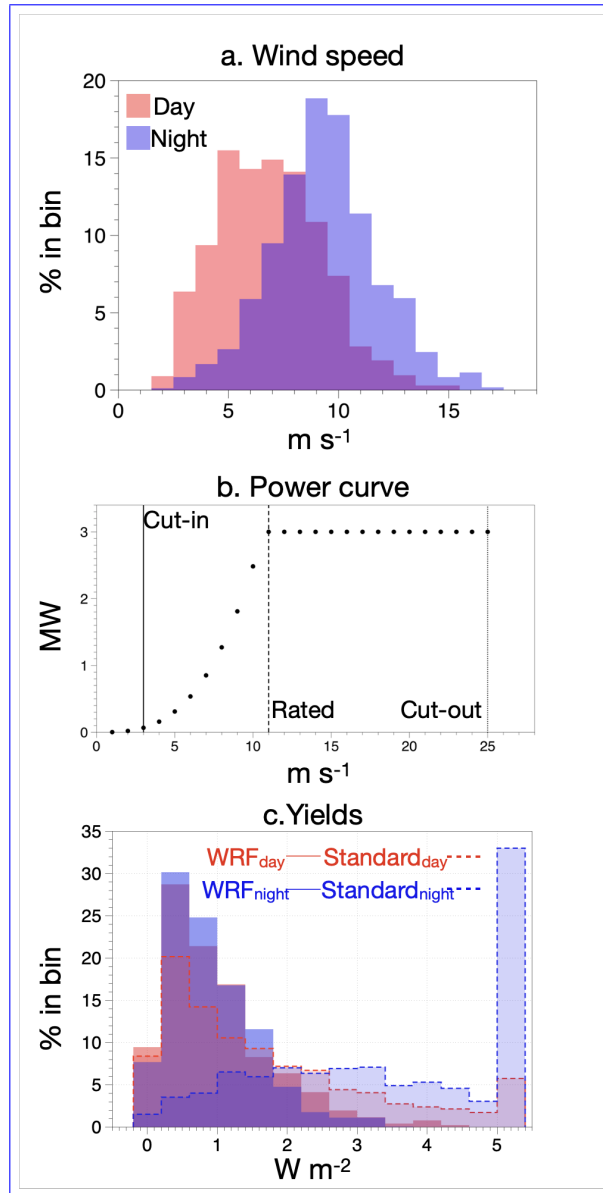 a. Wind speed
20
Day
Night
15
10
5
0
% in bin
0 5 10 15
m s-1
b. Power curve
Cut-in
3
2
1
0
MW
Rated Cut-out
0 5 10 15 20 25
m s-1
c.Yields
35
WRFday Standardday
WRFnight Standardnight
30
25
20
15
10
5
0
% in bin
0 1 2 3 4 5
W m-2